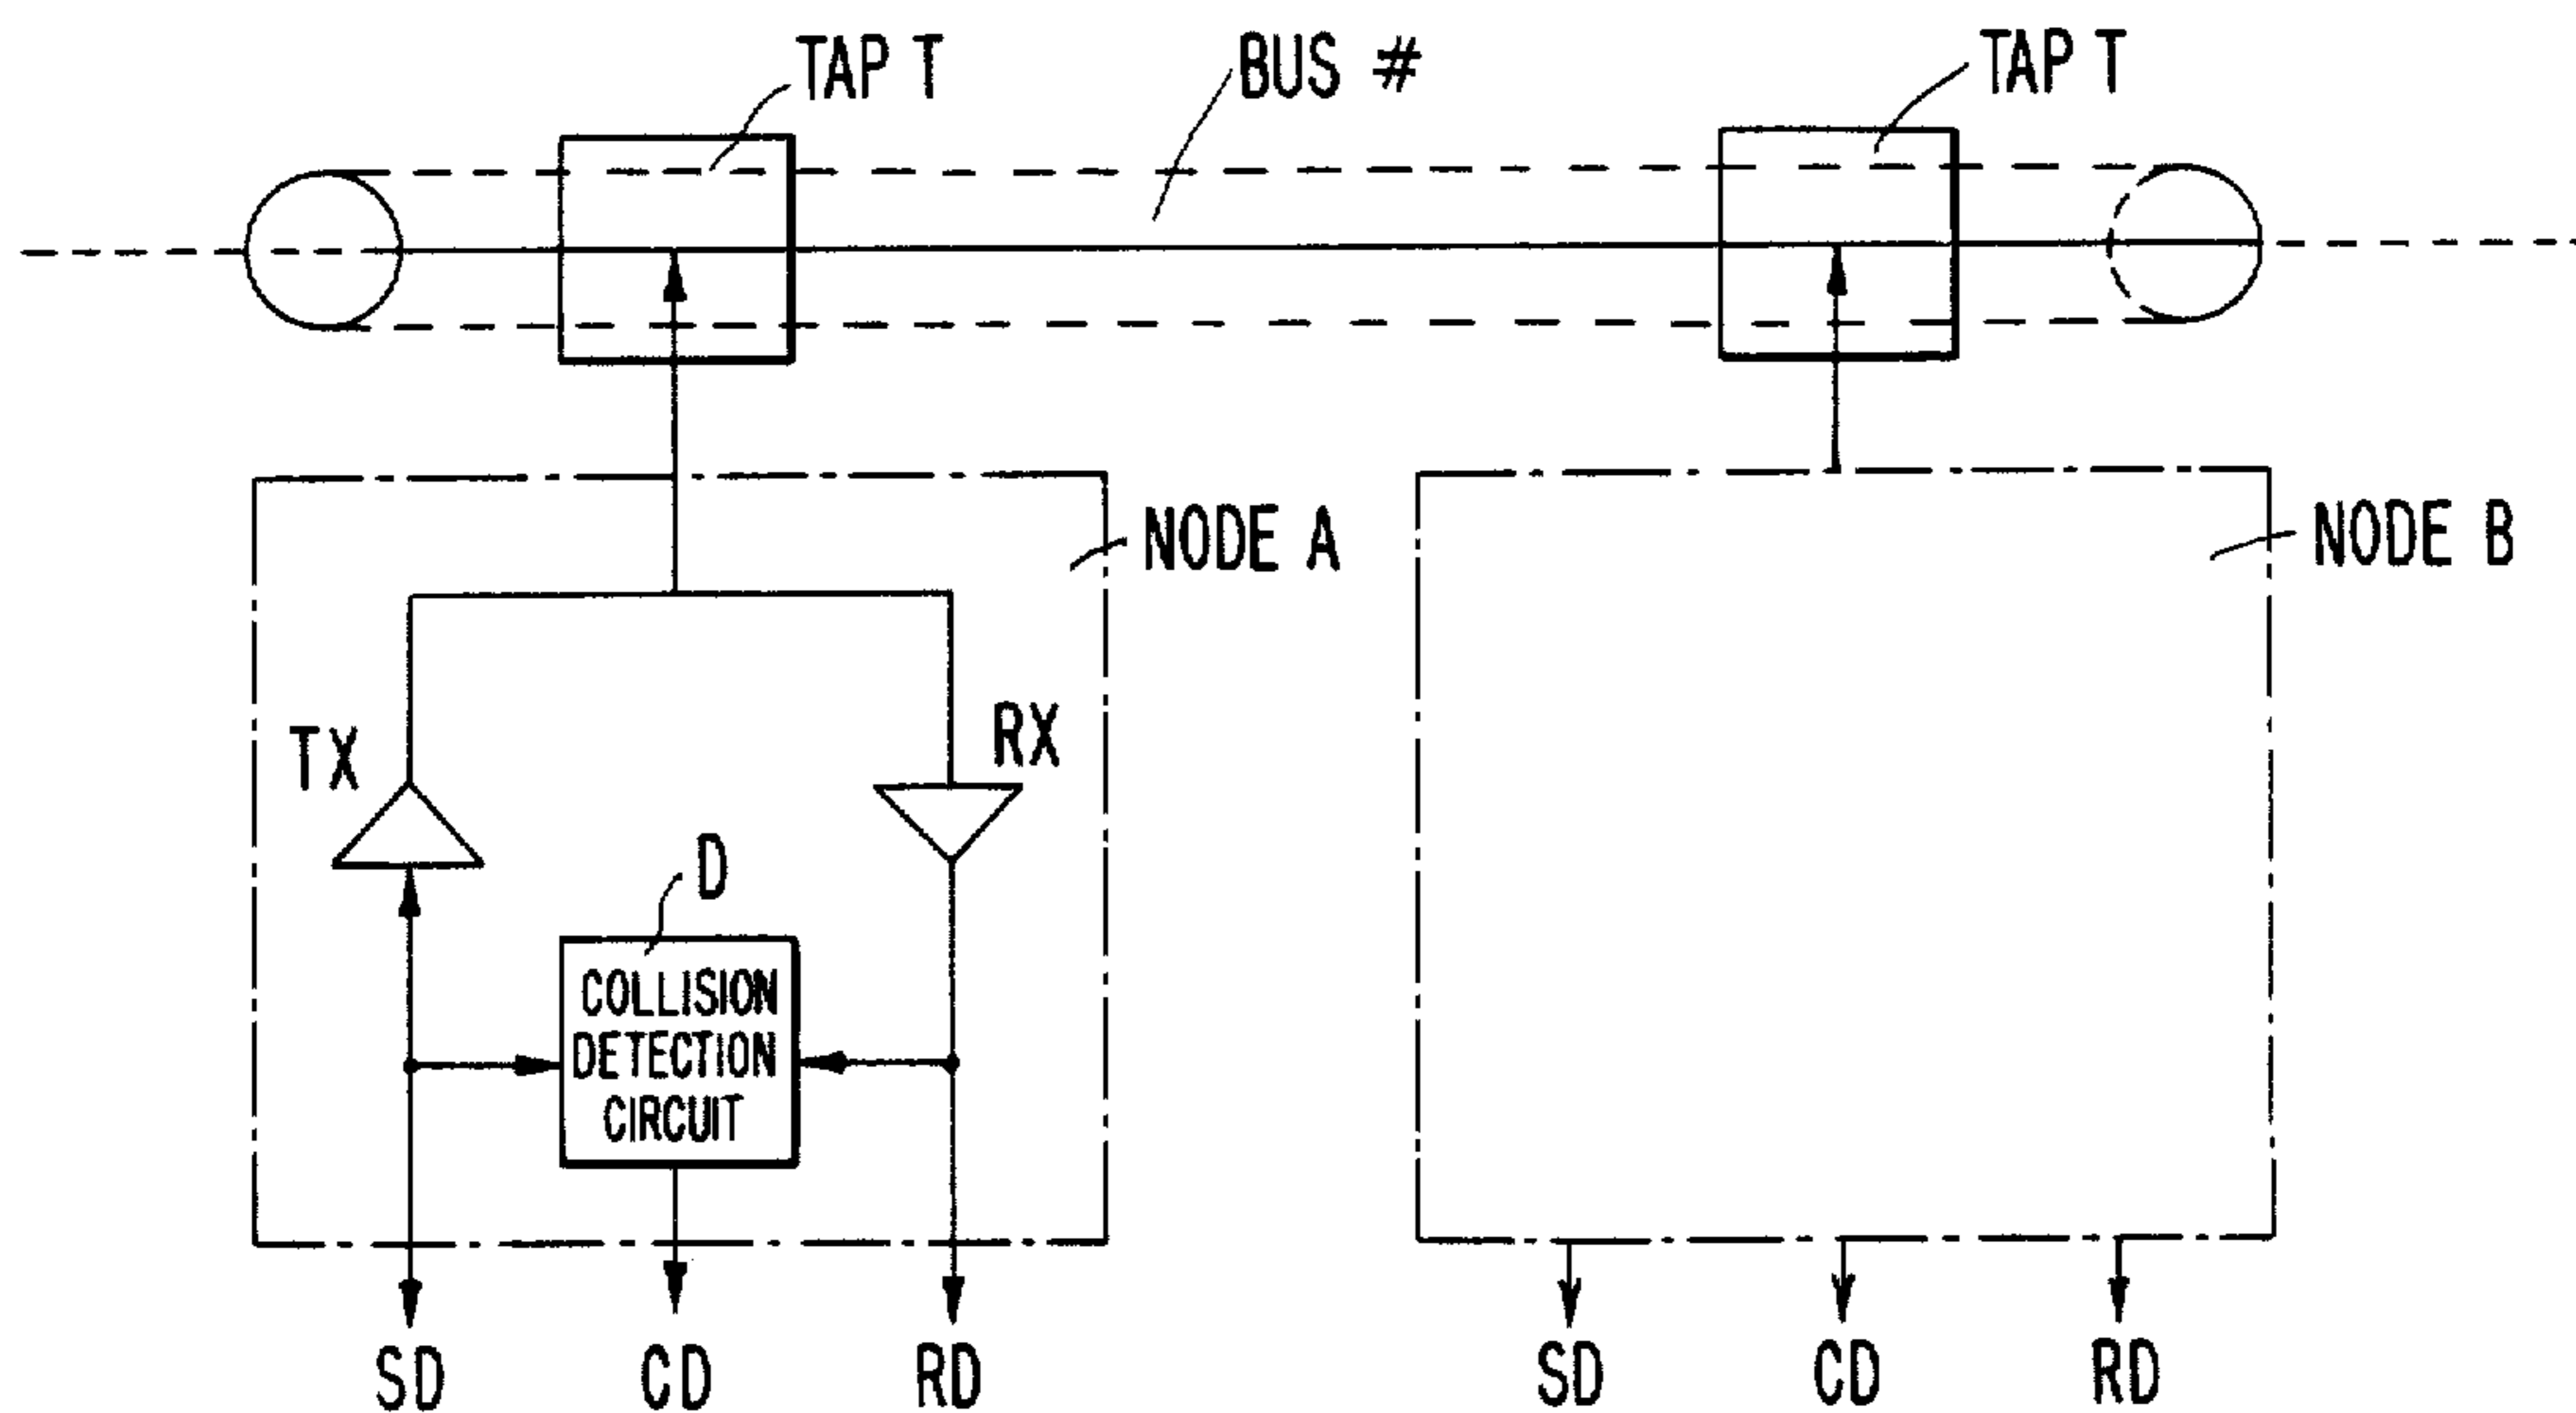 TAP T
BUS #
TAP T
NODE A
NODE B
TX
RX
D
COLLISION
DETECTION
CIRCUIT
SD
CD
RD
SD
CD
RD